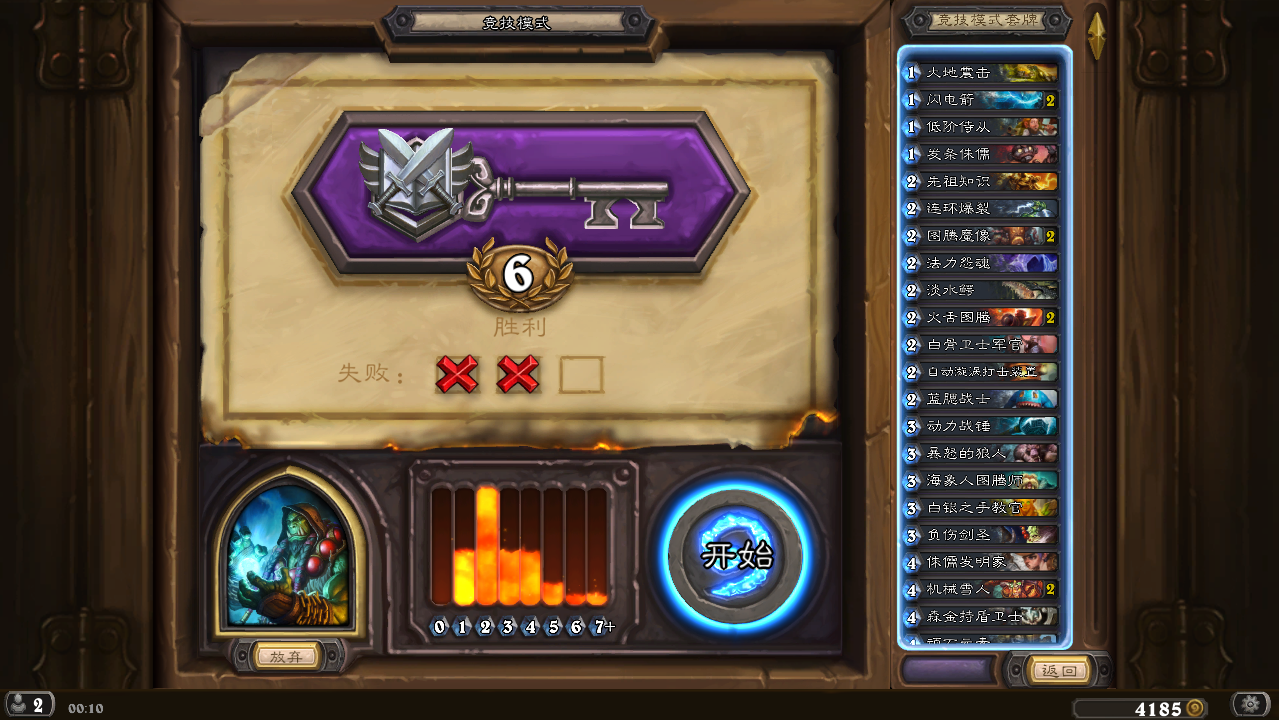 竞技模式
6
胜利
失败：
0 1 2 3 4 5 6 7+
开始
放弃
竞技模式套牌
1 大地震击
1 闪电箭 2
1 低阶侍从
1 发条侏儒
2 先祖知识
2 连环爆裂
2 图腾魔像 2
2 法力怨魂
2 淡水鳄
2 火舌图腾 2
2 白骨卫士军官
2 自动漩涡打击装置
2 蓝腮战士
3 动力战锤
3 暴怒的狼人
3 海象人图腾师
3 白银之手教官
3 负伤剑圣
4 侏儒发明家
4 机械雪人 2
4 森金持盾卫士
返回
2
00:10
4185